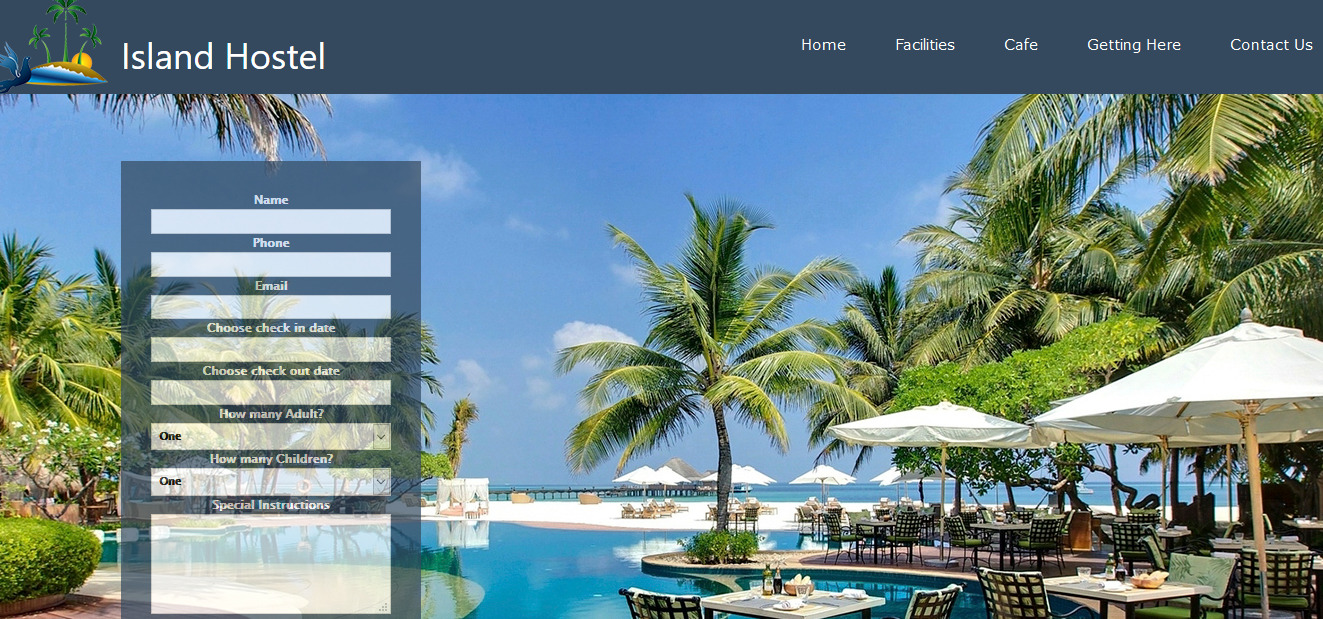 Island Hostel
Home Facilities Cafe Getting Here Contact Us
Name
Phone
Email
Choose check in date
Choose check out date
How many Adult?
One
How many Children?
One
Special Instructions